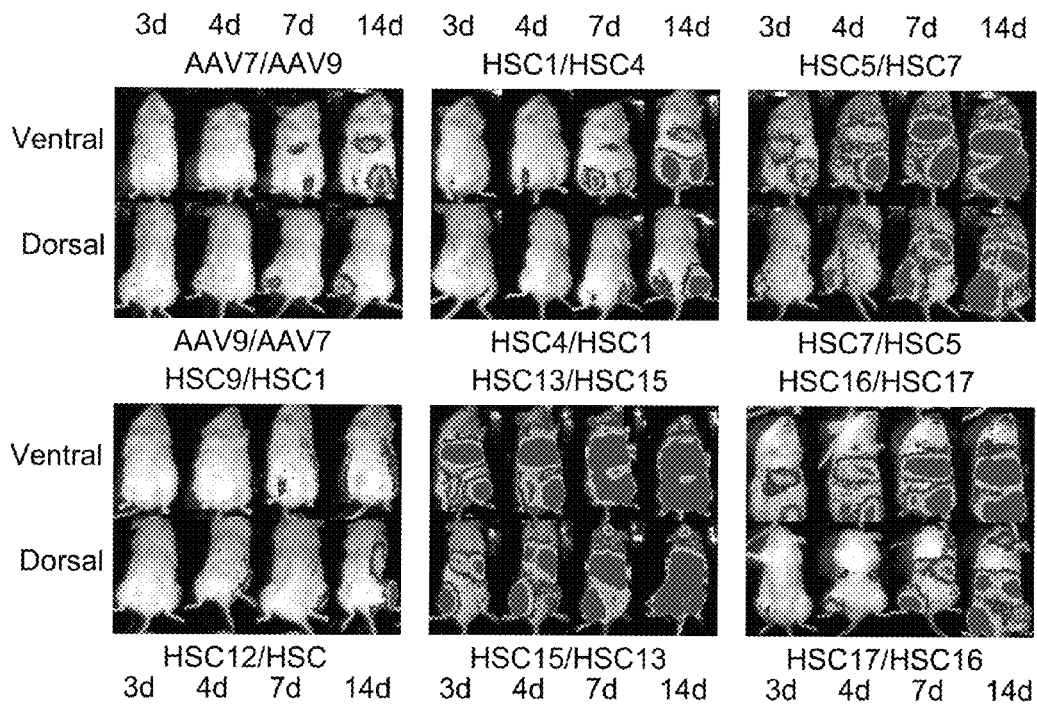 3d 4d 7d 14d 3d 4d 7d 14d 3d 4d 7d 14d
AAV7/AAV9 HSC1/HSC4 HSC5/HSC7
Ventral
Dorsal
AAV9/AAV7 HSC4/HSC1 HSC7/HSC5
HSC9/HSC1 HSC13/HSC15 HSC16/HSC17
Ventral
Dorsal
HSC12/HSC HSC15/HSC13 HSC17/HSC16
3d 4d 7d 14d 3d 4d 7d 14d 3d 4d 7d 14d